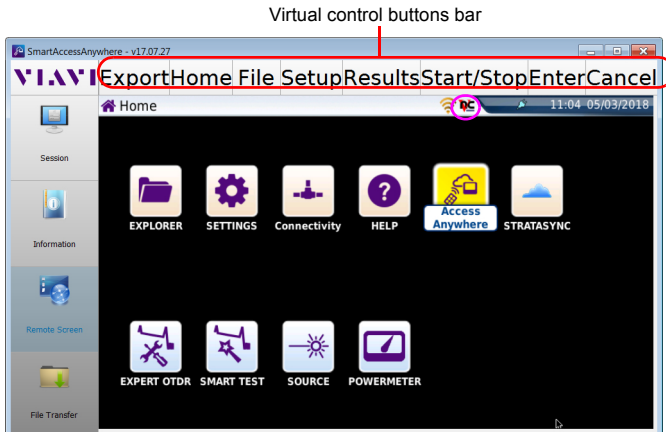 Virtual control buttons bar
SmartAccessAnywhere - v17.07.27
VIAVI Export Home File Setup Results Start/Stop Enter Cancel
Home 11:04 05/03/2018
Session
Information
Remote Screen
File Transfer
EXPLORER SETTINGS Connectivity HELP Access Anywhere STRATASYNC
EXPERT OTDR SMART TEST SOURCE POWERMETER